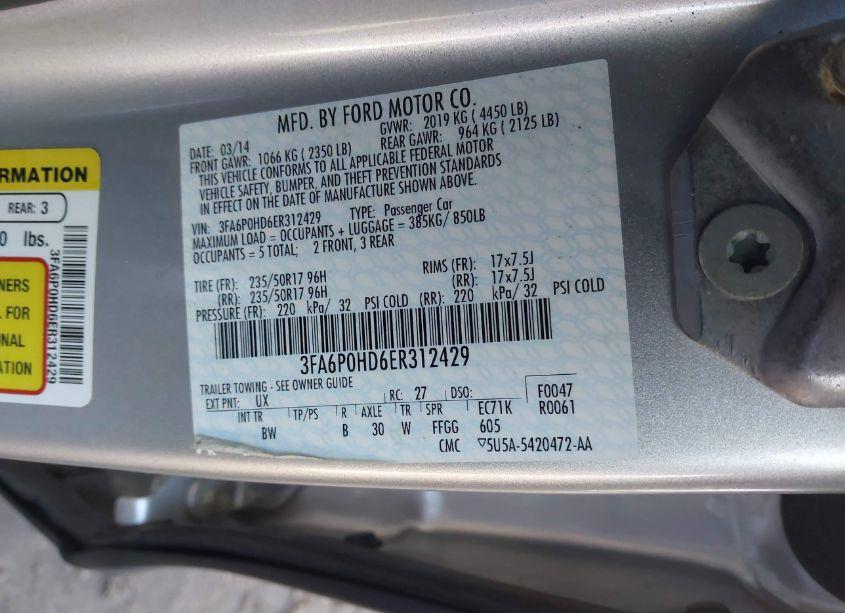 MFD. BY FORD MOTOR CO.
DATE: 03/14 GVWR: 2019 KG ( 4450 LB)
FRONT GAWR: 1066 KG ( 2350 LB) REAR GAWR: 964 KG ( 2125 LB)
THIS VEHICLE CONFORMS TO ALL APPLICABLE FEDERAL MOTOR
VEHICLE SAFETY, BUMPER, AND THEFT PREVENTION STANDARDS
IN EFFECT ON THE DATE OF MANUFACTURE SHOWN ABOVE.
VIN: 3FA6P0HD6ER312429 TYPE: Passenger Car
MAXIMUM LOAD = OCCUPANTS + LUGGAGE = 385KG/ 850LB
OCCUPANTS = 5 TOTAL; 2 FRONT, 3 REAR
TIRE (FR): 235/50R17 96H RIMS (FR): 17x7.5J
(RR): 235/50R17 96H (RR): 17x7.5J
PRESSURE (FR): 220 kPa/ 32 PSI COLD (RR): 220 kPa/ 32 PSI COLD
3FA6P0HD6ER312429
TRAILER TOWING - SEE OWNER GUIDE
EXT PNT: UX RC: 27 DSO: F0047
INT TR TP/PS R AXLE TR SPR EC71K R0061
BW B 30 W FFGG 605
CMC ▽5U5A-5420472-AA
REAR: 3
lbs.
3FA6P0HD6ER312429